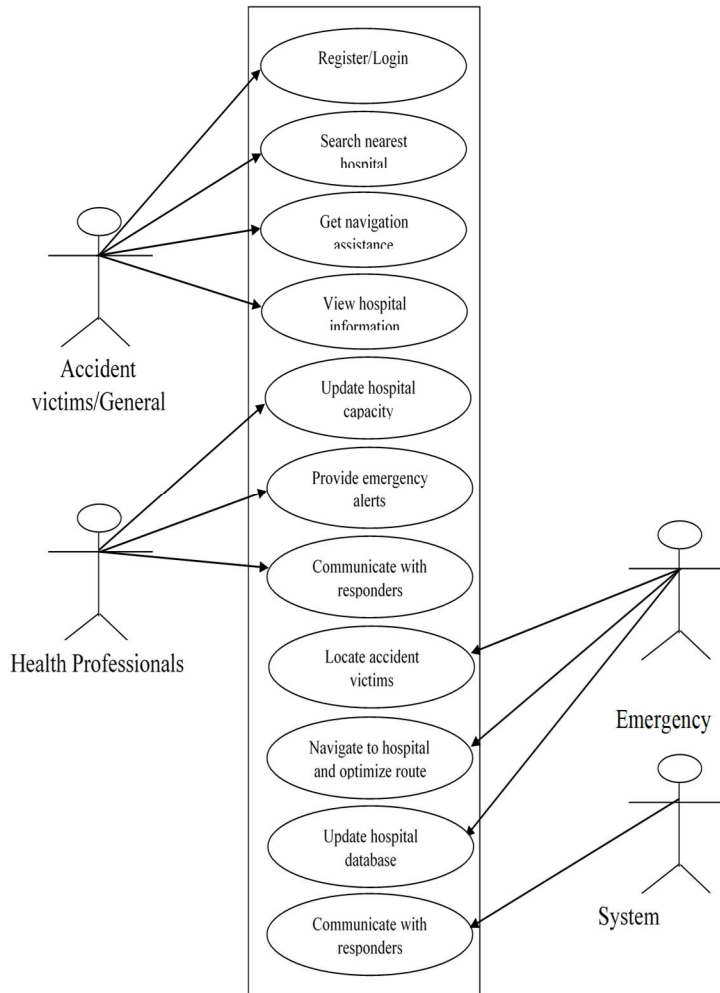 Register/Login
Search nearest
hospital
Get navigation
assistance
View hospital
information
Accident
victims/General
Update hospital
capacity
Provide emergency
alerts
Communicate with
responders
Health Professionals
Locate accident
victims
Emergency
Navigate to hospital
and optimize route
Update hospital
database
System
Communicate with
responders